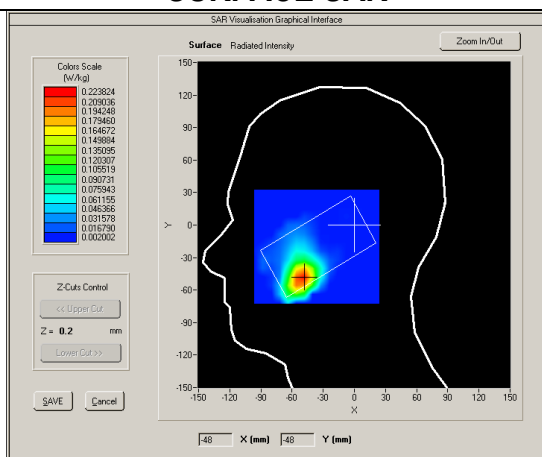 SURFACE SAR
SAR Visualisation Graphical Interface
Surface Radiated Intensity
Zoom In/Out
Colors Scale
(W/kg)
0.223824
0.209036
0.194248
0.179460
0.164672
0.149884
0.135095
0.120307
0.105519
0.090731
0.075943
0.061155
0.046366
0.031578
0.016790
0.002002
Z-Cuts Control
<< Upper Cut
Z = 0.2 mm
Lower Cut >>
SAVE Cancel
150
120
90
60
30
0
-30
-60
-90
-120
-150
Y
-150 -120 -90 -60 -30 0 30 60 90 120 150
X
-48 X (mm) -48 Y (mm)